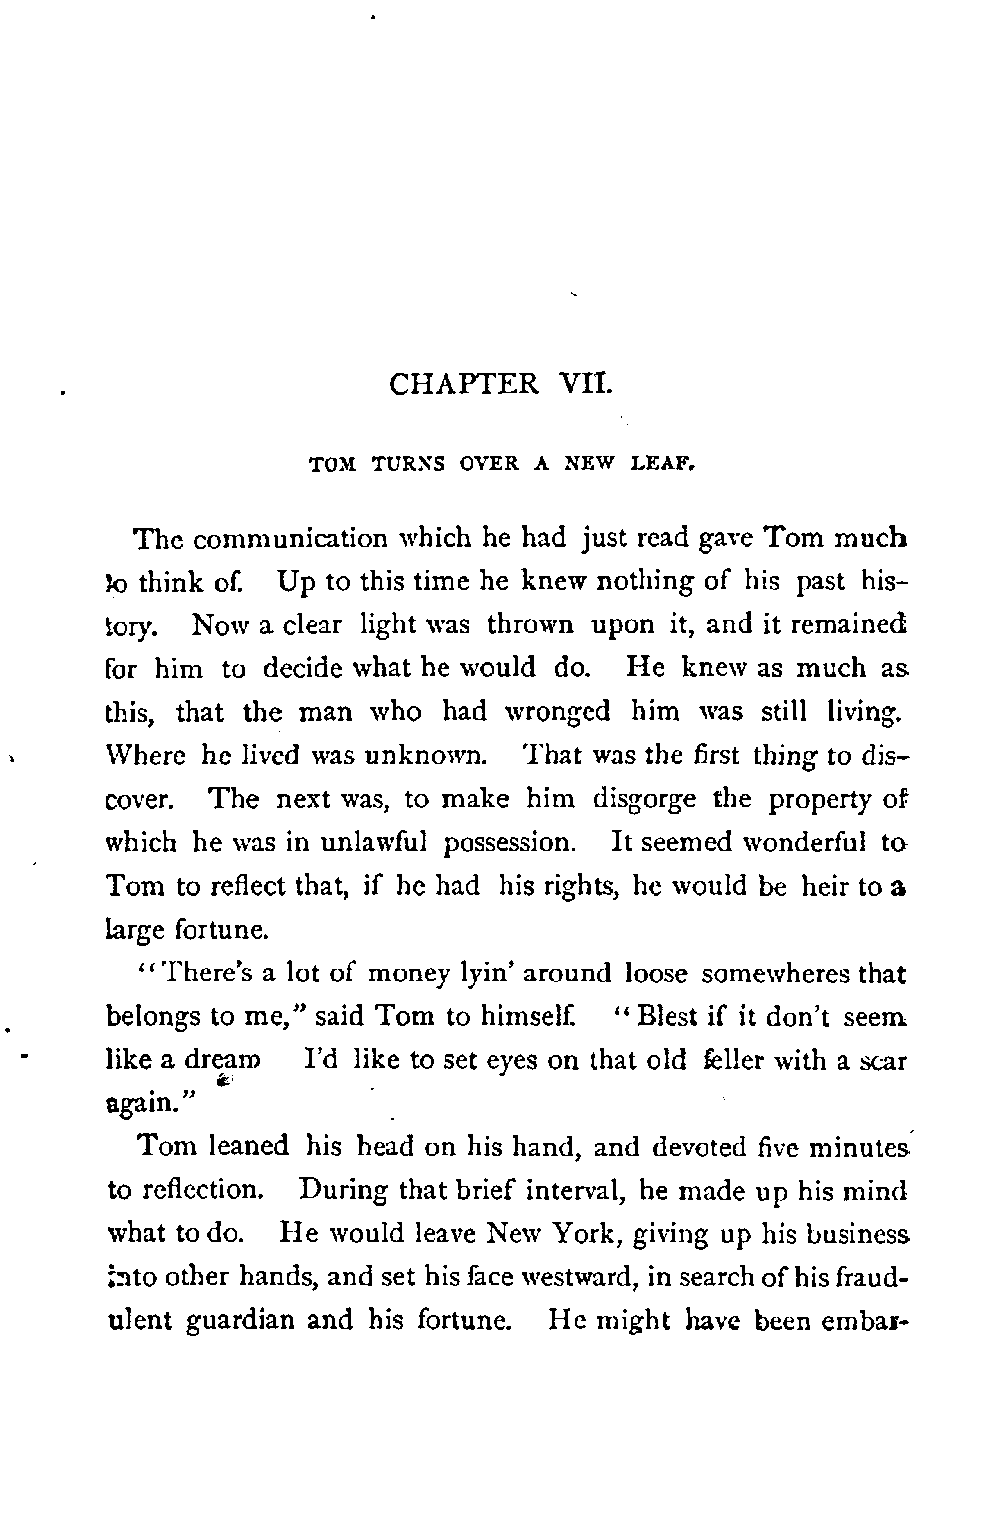 CHAPTER VII.
TOM TURNS OVER A NEW LEAF.
The communication which he had just read gave Tom much
to think of. Up to this time he knew nothing of his past his-
tory. Now a clear light was thrown upon it, and it remained
for him to decide what he would do. He knew as much as
this, that the man who had wronged him was still living.
Where he lived was unknown. That was the first thing to dis-
cover. The next was, to make him disgorge the property of
which he was in unlawful possession. It seemed wonderful to
Tom to reflect that, if he had his rights, he would be heir to a
large fortune.
"There's a lot of money lyin' around loose somewheres that
belongs to me," said Tom to himself. "Blest if it don't seem
like a dream I'd like to set eyes on that old feller with a scar
again."
Tom leaned his head on his hand, and devoted five minutes
to reflection. During that brief interval, he made up his mind
what to do. He would leave New York, giving up his business
into other hands, and set his face westward, in search of his fraud-
ulent guardian and his fortune. He might have been embar-